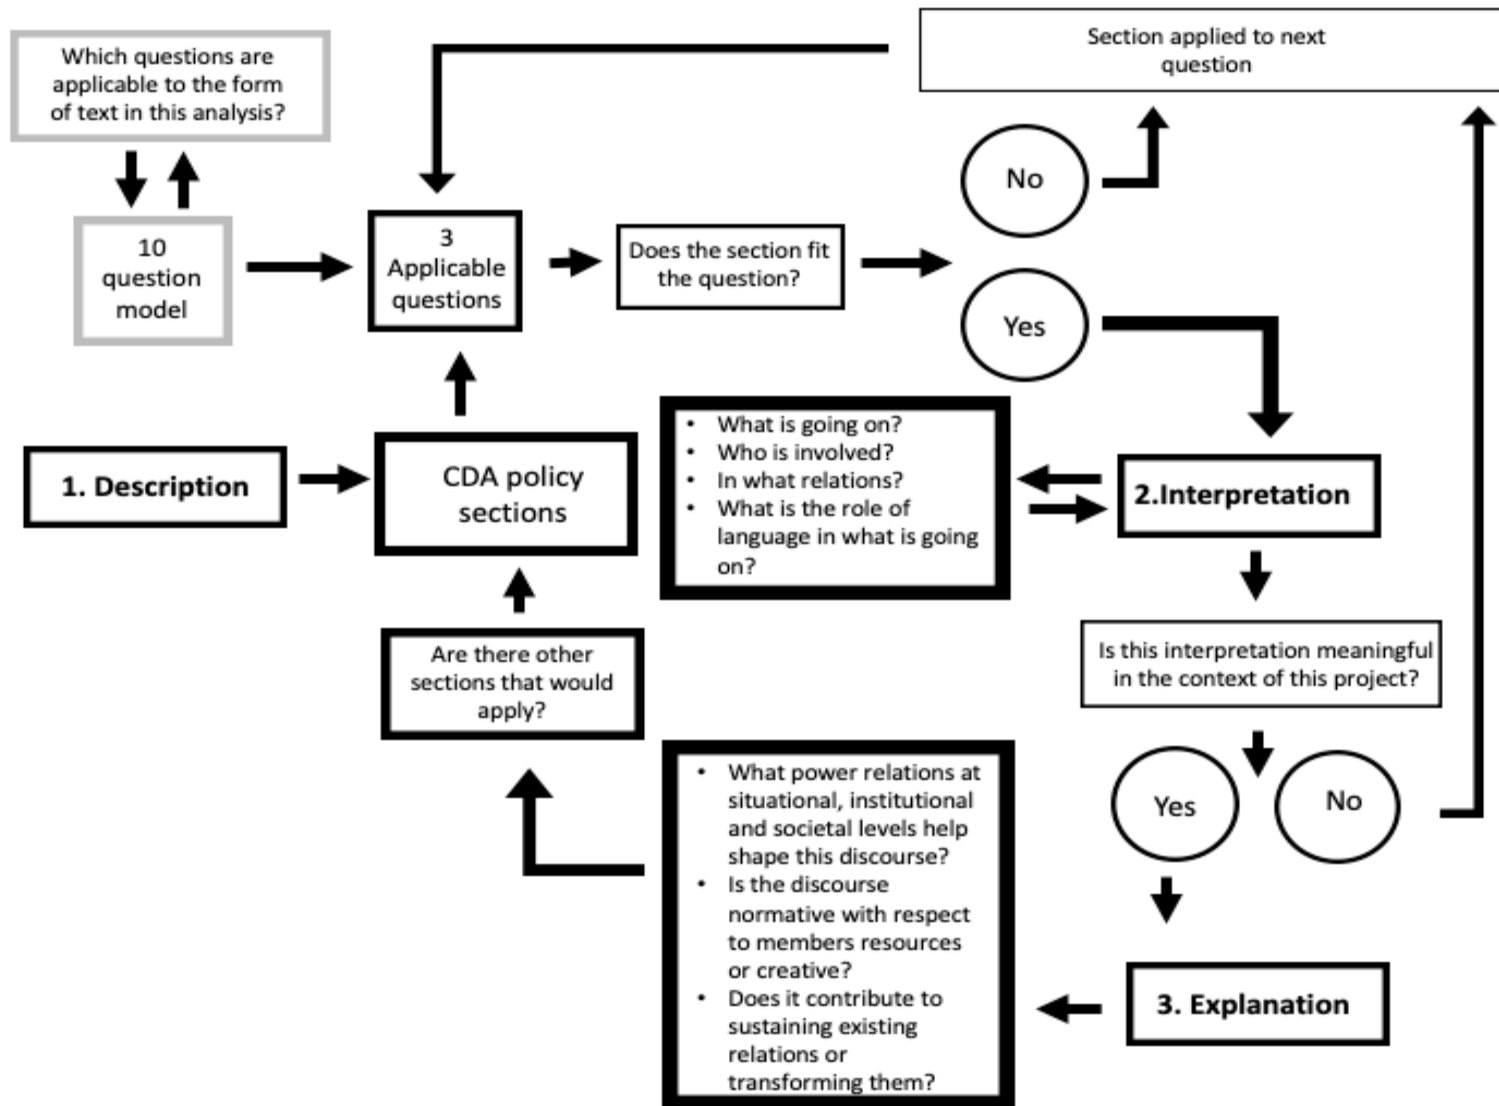 Which questions are
applicable to the form
of text in this analysis?
Section applied to next
question
No
10
question
model
3
Applicable
questions
Does the section fit
the question?
Yes
1. Description
CDA policy
sections
• What is going on?
• Who is involved?
• In what relations?
• What is the role of
language in what is going
on?
2.Interpretation
Are there other
sections that would
apply?
Is this interpretation meaningful
in the context of this project?
Yes
No
• What power relations at
situational, institutional
and societal levels help
shape this discourse?
• Is the discourse
normative with respect
to members resources
or creative?
• Does it contribute to
sustaining existing
relations or
transforming them?
3. Explanation